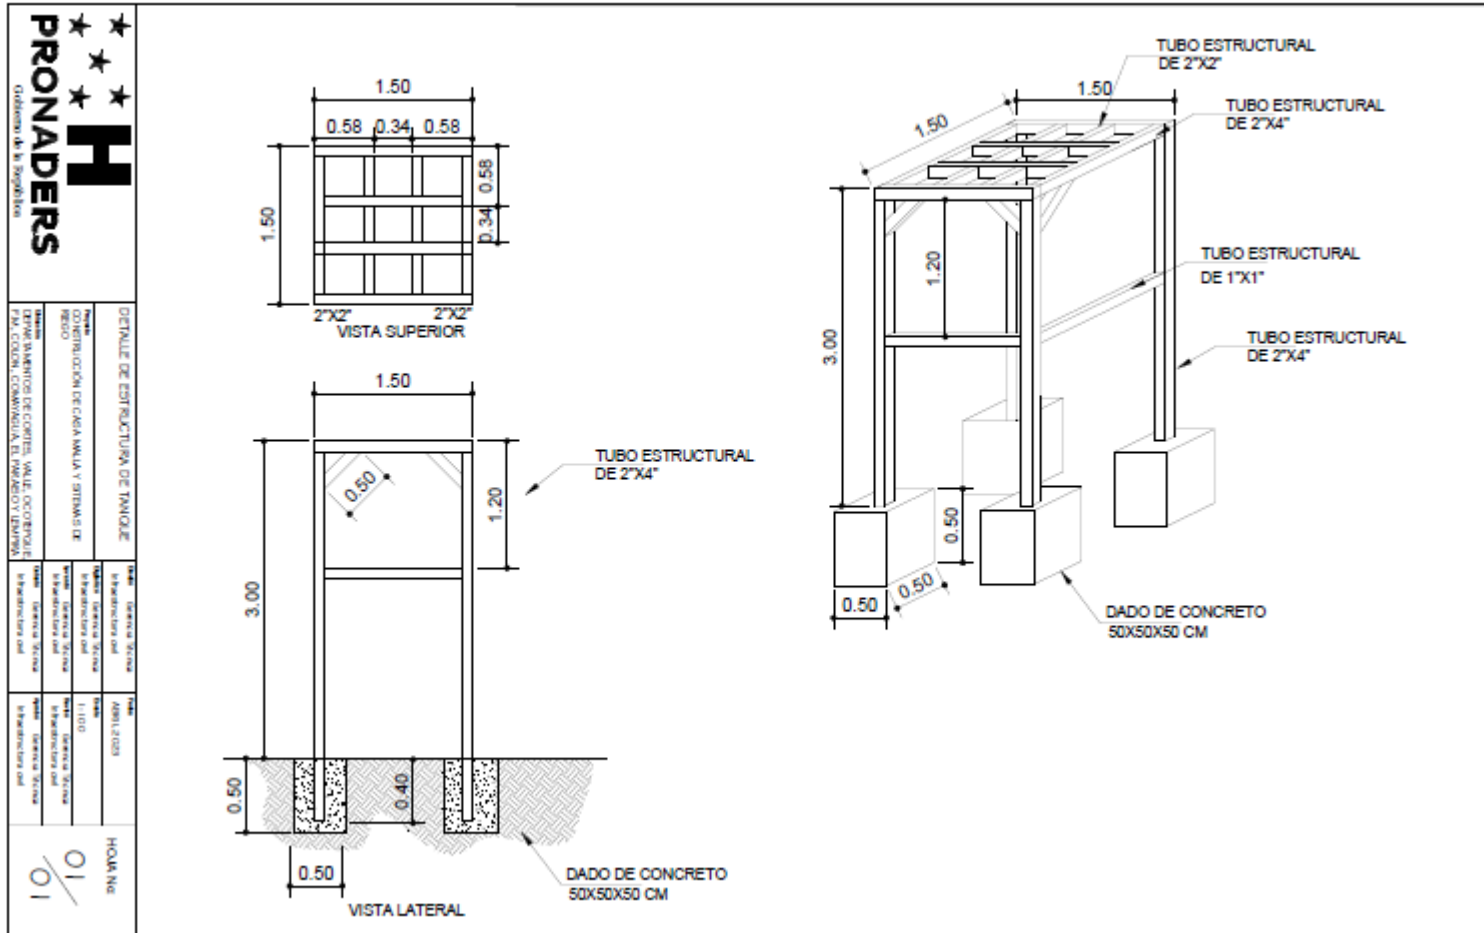 PRONADERS
Gobierno de la República
DETALLE DE ESTRUCTURA DE TANQUE
CONSTRUCCIÓN DE CASA MALLA Y SITEMAS DE
RIEGO
DEPARTAMENTOS DE CORTES, VALLE, OCOTEPEQUE,
F.M, COLON, COMAYAGUA, EL PARAISO Y LEMPIRA
ABRIL 2023
1:100
HOJA No:
01/01
1.50
0.58 0.34 0.58
0.58
0.34
1.50
2"X2" 2"X2"
VISTA SUPERIOR
1.50
0.50
1.20
3.00
TUBO ESTRUCTURAL
DE 2"X4"
0.50
0.40
0.50
DADO DE CONCRETO
50X50X50 CM
VISTA LATERAL
TUBO ESTRUCTURAL
DE 2"X2"
1.50
1.50
TUBO ESTRUCTURAL
DE 2"X4"
1.20
3.00
TUBO ESTRUCTURAL
DE 1"X1"
TUBO ESTRUCTURAL
DE 2"X4"
0.50
0.50
0.50
DADO DE CONCRETO
50X50X50 CM